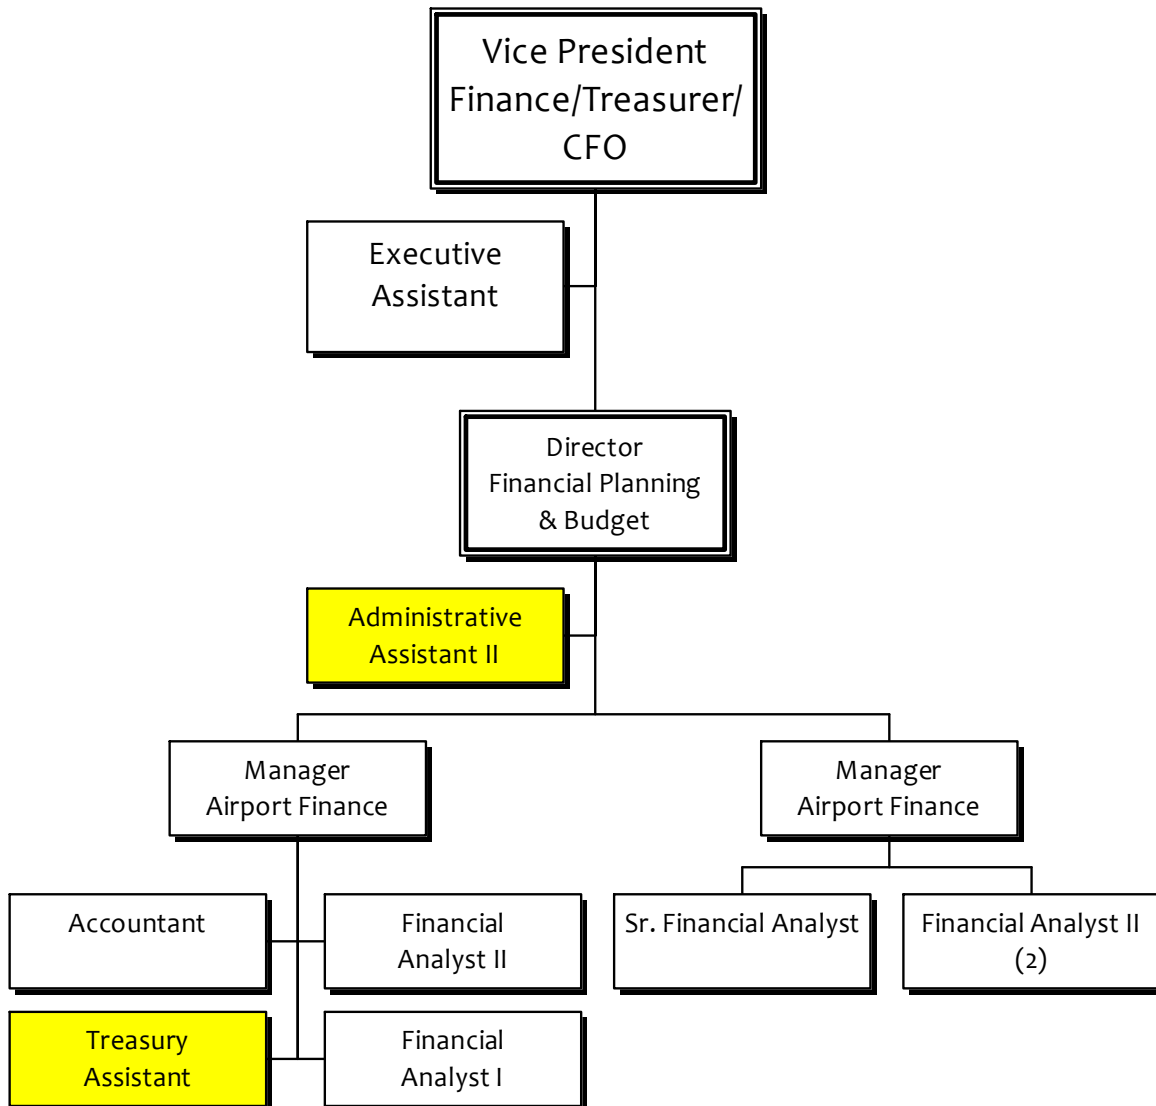 Vice President
Finance/Treasurer/
CFO
Executive
Assistant
Director
Financial Planning
& Budget
Administrative
Assistant II
Manager
Airport Finance
Manager
Airport Finance
Accountant
Financial
Analyst II
Sr. Financial Analyst
Financial Analyst II
(2)
Treasury
Assistant
Financial
Analyst I